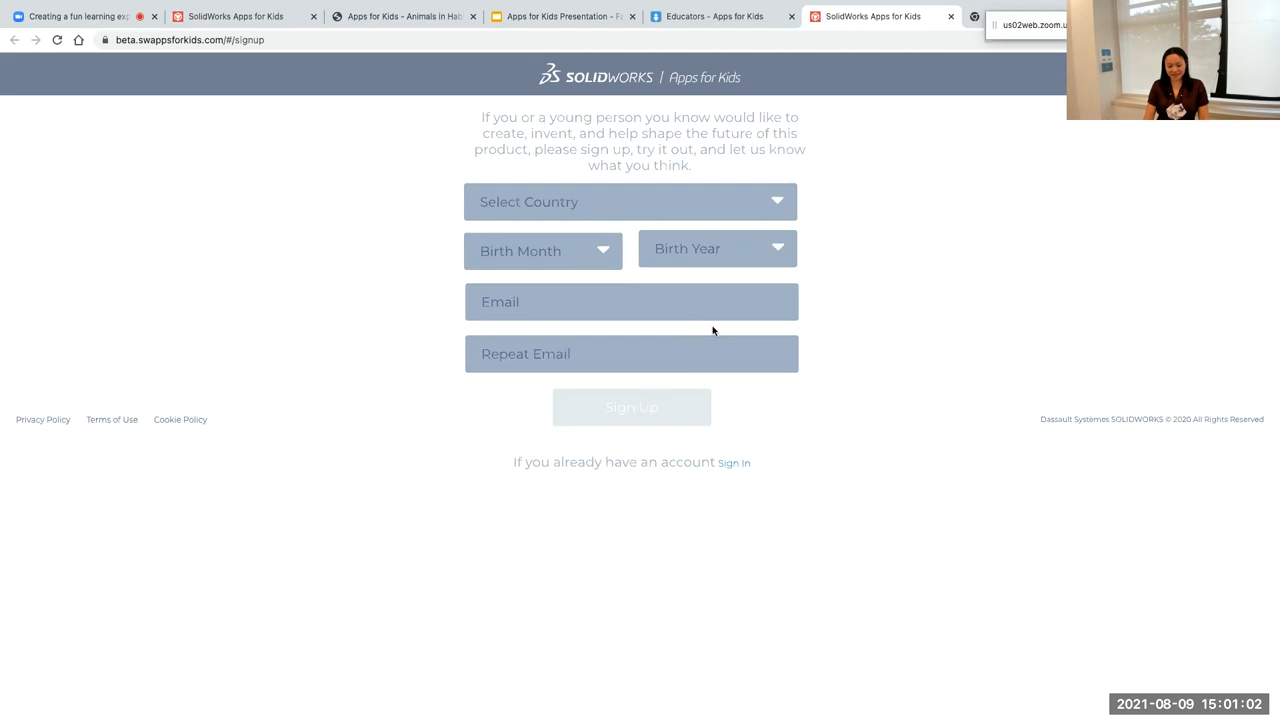 Creating a fun learning exp
SolidWorks Apps for Kids
Apps for Kids - Animals in Hab
Apps for Kids Presentation - Fa
Educators - Apps for Kids
SolidWorks Apps for Kids
us02web.zoom.u
beta.swappsforkids.com/#/signup
SOLIDWORKS | Apps for Kids
If you or a young person you know would like to
create, invent, and help shape the future of this
product, please sign up, try it out, and let us know
what you think.
Select Country
Birth Month
Birth Year
Email
Repeat Email
Sign Up
Privacy Policy
Terms of Use
Cookie Policy
Dassault Systèmes SOLIDWORKS © 2020 All Rights Reserved
If you already have an account Sign In
2021-08-09 15:01:02